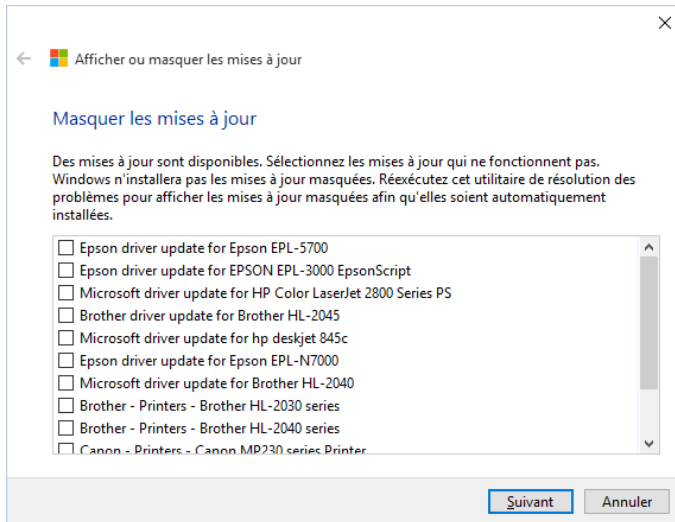 Afficher ou masquer les mises à jour
Masquer les mises à jour
Des mises à jour sont disponibles. Sélectionnez les mises à jour qui ne fonctionnent pas.
Windows n'installera pas les mises à jour masquées. Réexécutez cet utilitaire de résolution des
problèmes pour afficher les mises à jour masquées afin qu'elles soient automatiquement
installées.
Epson driver update for Epson EPL-5700
Epson driver update for EPSON EPL-3000 EpsonScript
Microsoft driver update for HP Color LaserJet 2800 Series PS
Brother driver update for Brother HL-2045
Microsoft driver update for hp deskjet 845c
Epson driver update for Epson EPL-N7000
Microsoft driver update for Brother HL-2040
Brother - Printers - Brother HL-2030 series
Brother - Printers - Brother HL-2040 series
Canon - Printers - Canon MP230 series Printer
Suivant Annuler